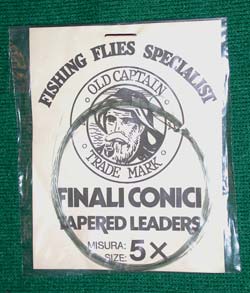 FISHING FLIES SPECIALIST
OLD CAPTAIN
TRADE MARK
FINALI CONICI
TAPERED LEADERS
MISURA:
SIZE: 5X